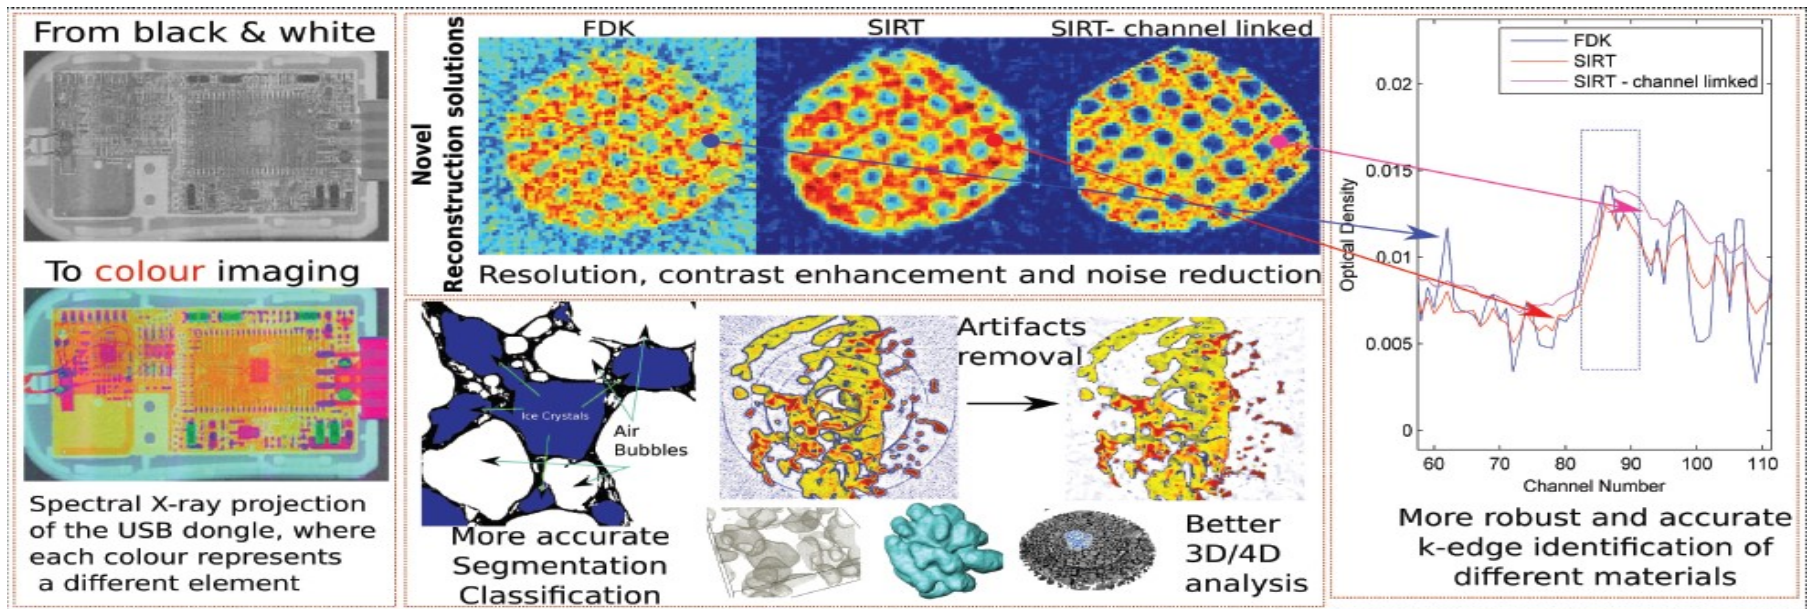 From black & white
To colour imaging
Spectral X-ray projection
of the USB dongle, where
each colour represents
a different element
Novel
Reconstruction solutions
FDK
SIRT
SIRT- channel linked
Resolution, contrast enhancement and noise reduction
Ice Crystals
Air
Bubbles
More accurate
Segmentation
Classification
Artifacts
removal
Better
3D/4D
analysis
FDK
SIRT
SIRT - channel limked
Optical Density
0.02
0.015
0.01
0.005
0
60 70 80 90 100 110
Channel Number
More robust and accurate
k-edge identification of
different materials